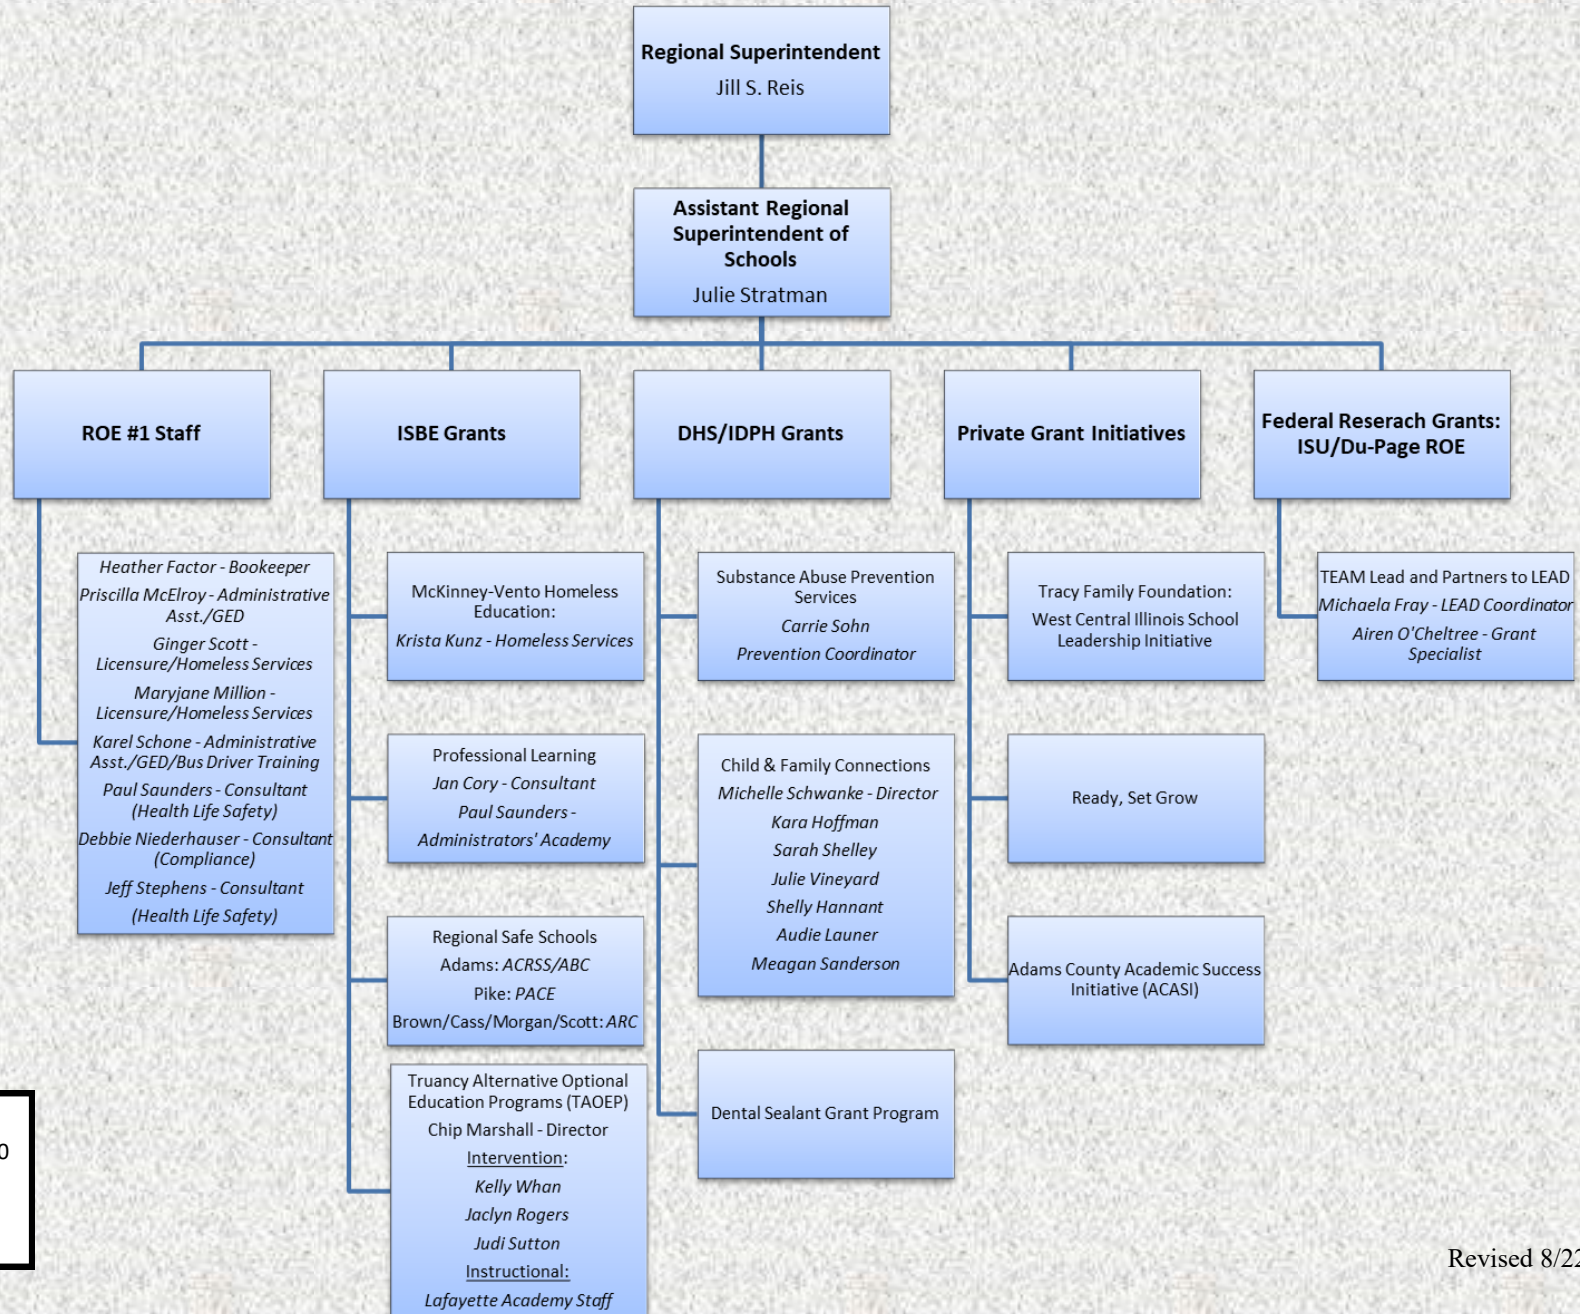 Regional Superintendent
Jill S. Reis
Assistant Regional
Superintendent of
Schools
Julie Stratman
ROE #1 Staff
Heather Factor - Bookeeper
Priscilla McElroy - Administrative
Asst./GED
Ginger Scott -
Licensure/Homeless Services
Maryjane Million -
Licensure/Homeless Services
Karel Schone - Administrative
Asst./GED/Bus Driver Training
Paul Saunders - Consultant
(Health Life Safety)
Debbie Niederhauser - Consultant
(Compliance)
Jeff Stephens - Consultant
(Health Life Safety)
ISBE Grants
McKinney-Vento Homeless
Education:
Krista Kunz - Homeless Services
Professional Learning
Jan Cory - Consultant
Paul Saunders -
Administrators' Academy
Regional Safe Schools
Adams: ACRSS/ABC
Pike: PACE
Brown/Cass/Morgan/Scott: ARC
Truancy Alternative Optional
Education Programs (TAOEP)
Chip Marshall - Director
Intervention:
Kelly Whan
Jaclyn Rogers
Judi Sutton
Instructional:
Lafayette Academy Staff
DHS/IDPH Grants
Substance Abuse Prevention
Services
Carrie Sohn
Prevention Coordinator
Child & Family Connections
Michelle Schwanke - Director
Kara Hoffman
Sarah Shelley
Julie Vineyard
Shelly Hannant
Audie Launer
Meagan Sanderson
Dental Sealant Grant Program
Private Grant Initiatives
Tracy Family Foundation:
West Central Illinois School
Leadership Initiative
Ready, Set Grow
Adams County Academic Success
Initiative (ACASI)
Federal Reserach Grants:
ISU/Du-Page ROE
TEAM Lead and Partners to LEAD
Michaela Fray - LEAD Coordinator
Airen O'Cheltree - Grant
Specialist
0
Revised 8/22